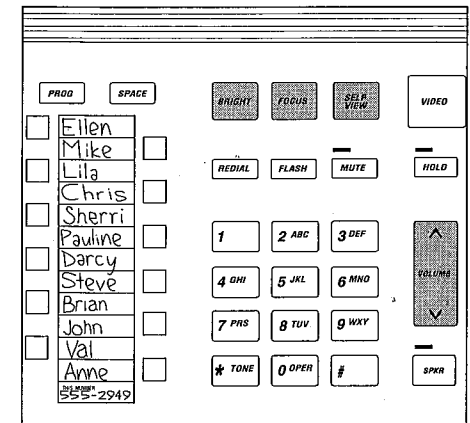 PROG SPACE BRIGHT FOCUS SELF VIEW VIDEO
Ellen
Mike
Lila
Chris
Sherri
Pauline
Darcy
Steve
Brian
John
Val
Anne
THIS NUMBER
555-2949
REDIAL FLASH MUTE HOLD
1 2 ABC 3 DEF
4 GHI 5 JKL 6 MNO
7 PRS 8 TUV 9 WXY
* TONE 0 OPER #
VOLUME
SPKR